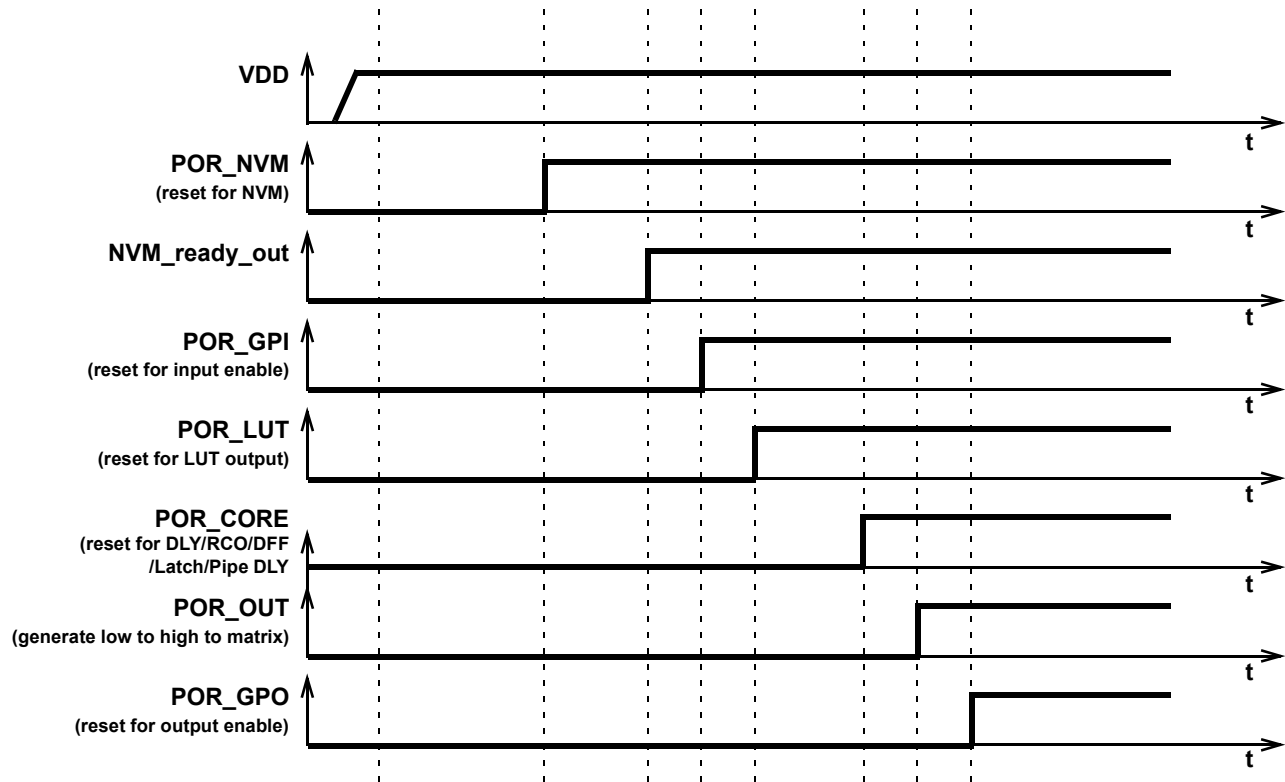 VDD
t
POR_NVM
(reset for NVM)
t
NVM_ready_out
t
POR_GPI
(reset for input enable)
t
POR_LUT
(reset for LUT output)
t
POR_CORE
(reset for DLY/RCO/DFF
/Latch/Pipe DLY
t
POR_OUT
(generate low to high to matrix)
t
POR_GPO
(reset for output enable)
t